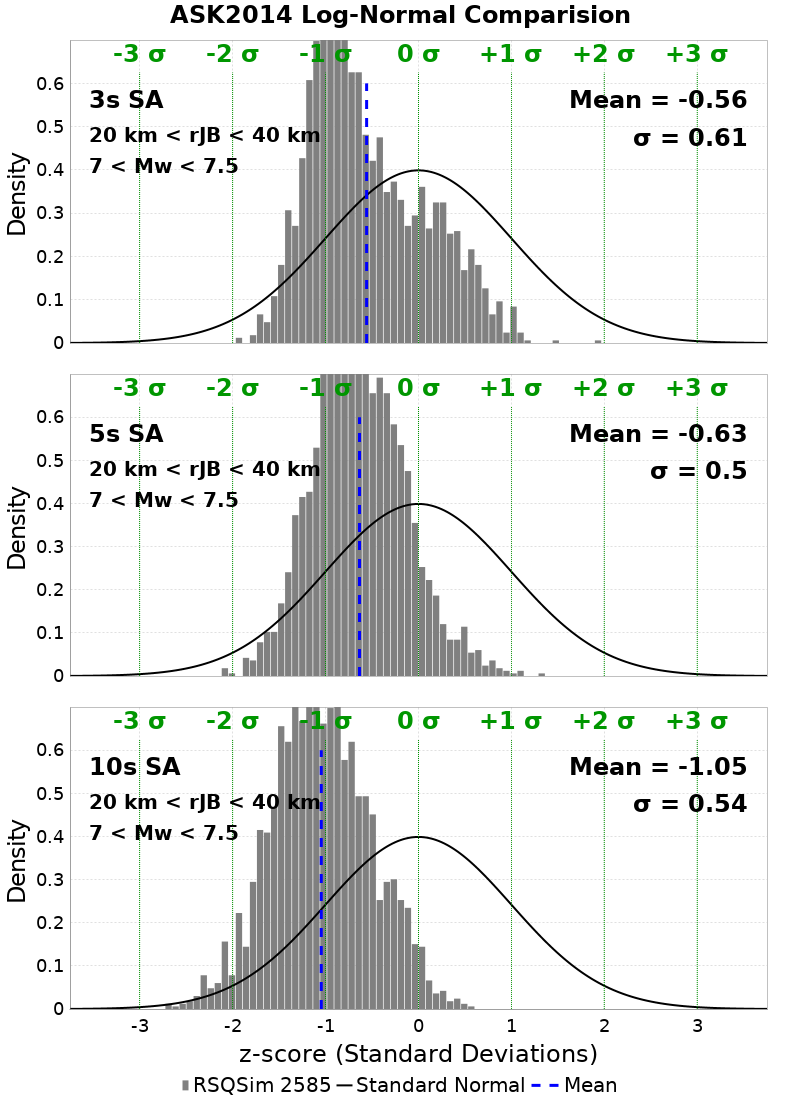 ASK2014 Log-Normal Comparision
-3 σ -2 σ -1 σ 0 σ +1 σ +2 σ +3 σ
3s SA
Mean = -0.56
20 km < rJB < 40 km
σ = 0.61
7 < Mw < 7.5
0.6
0.5
0.4
0.3
0.2
0.1
0
Density
-3 σ -2 σ -1 σ 0 σ +1 σ +2 σ +3 σ
5s SA
Mean = -0.63
20 km < rJB < 40 km
σ = 0.5
7 < Mw < 7.5
0.6
0.5
0.4
0.3
0.2
0.1
0
Density
-3 σ -2 σ -1 σ 0 σ +1 σ +2 σ +3 σ
10s SA
Mean = -1.05
20 km < rJB < 40 km
σ = 0.54
7 < Mw < 7.5
0.6
0.5
0.4
0.3
0.2
0.1
0
Density
-3 -2 -1 0 1 2 3
z-score (Standard Deviations)
RSQSim 2585 Standard Normal Mean